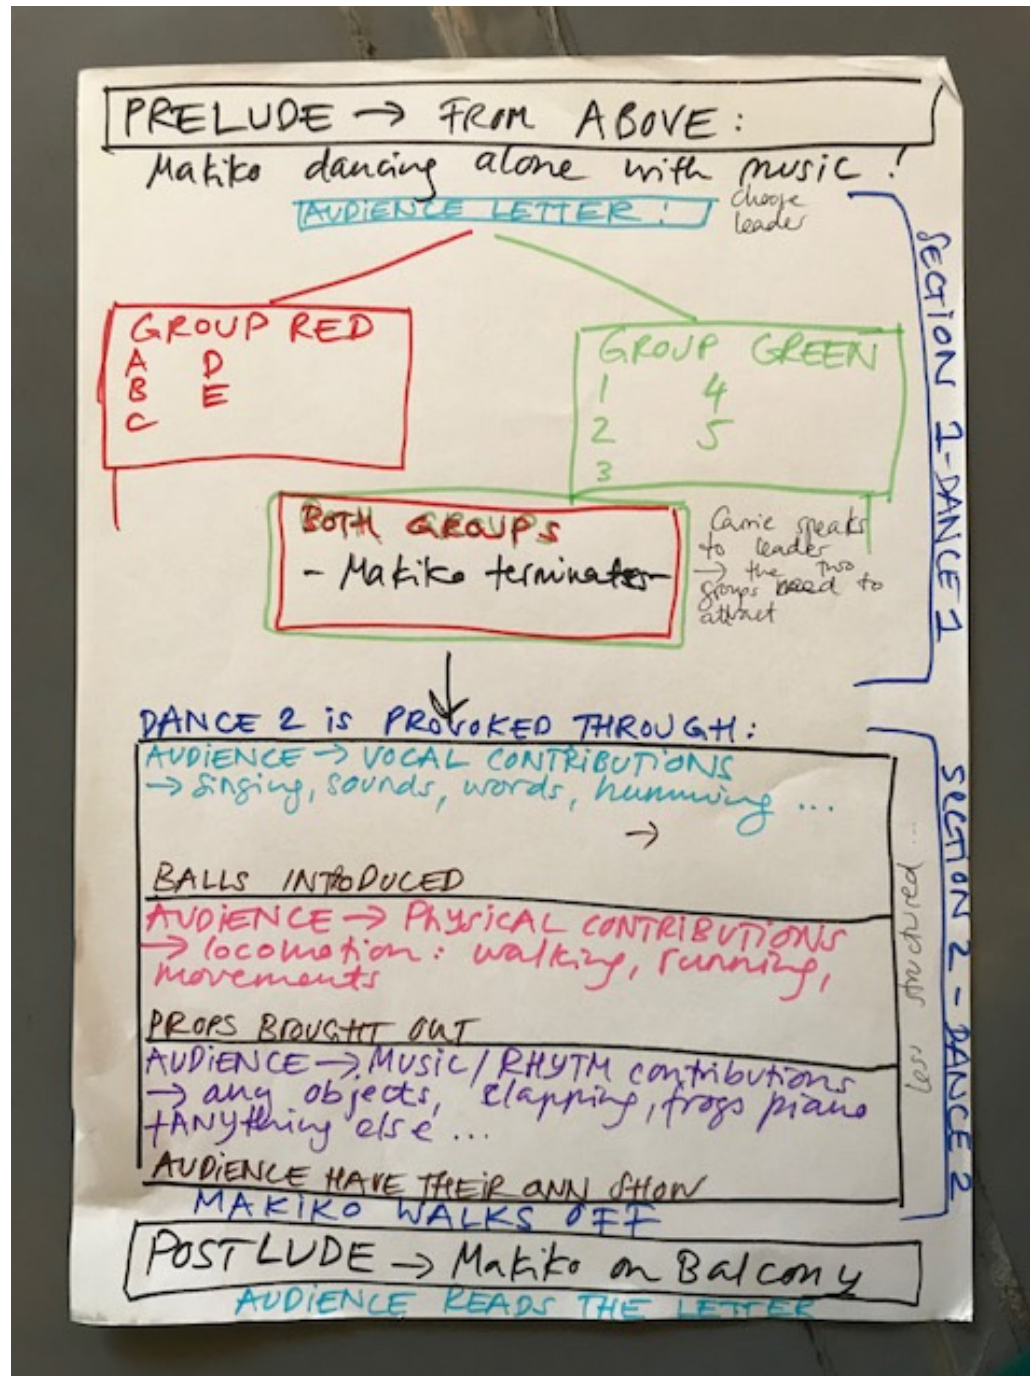 PRELUDE → FROM ABOVE:
Makiko dancing alone with music!
AUDIENCE LETTER!
choose
leader
SECTION 1-DANCE 1
GROUP RED
A D
B E
C
GROUP GREEN
1 4
2 5
3
BOTH GROUPS
- Makiko terminates-
Carrie speaks
to leader
→ the two
groups need to
attract
DANCE 2 is PROVOKED THROUGH:
AUDIENCE → VOCAL CONTRIBUTIONS
→ singing, sounds, words, humming ...
→
BALLS INTRODUCED
AUDIENCE → PHYSICAL CONTRIBUTIONS
→ locomotion: walking, running,
movements
PROPS BROUGHT OUT
AUDIENCE → MUSIC/RHYTM contributions
→ any objects, clapping, frogs piano
+ANYthing else ...
AUDIENCE HAVE THEIR ANN SHOW
less structured ...
SECTION 2 - DANCE 2
MAKIKO WALKS OFF
POSTLUDE → Makiko on Balcony
AUDIENCE READS THE LETTER